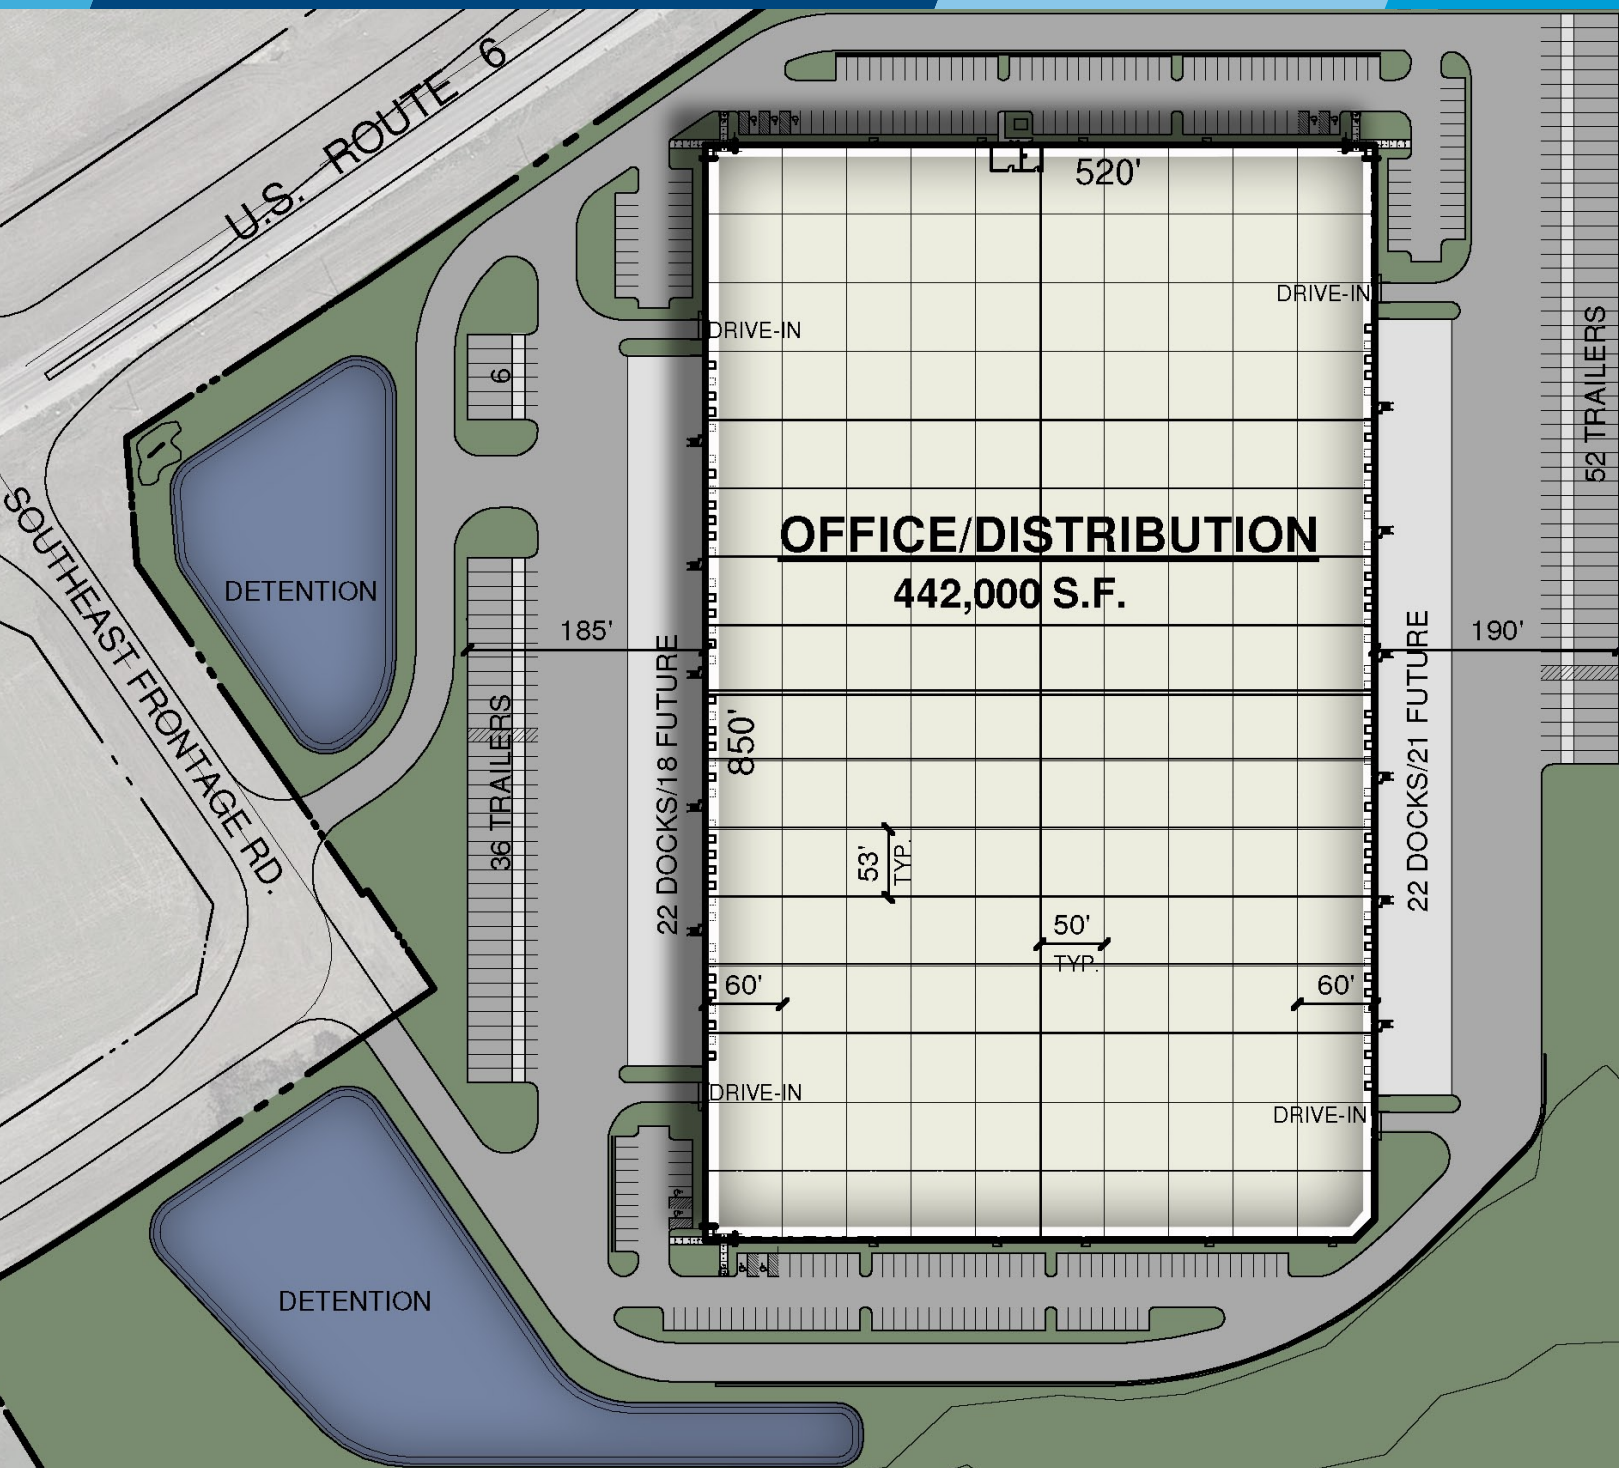 U.S. ROUTE 6
520'
DRIVE-IN
DRIVE-IN
6
52 TRAILERS
OFFICE/DISTRIBUTION
442,000 S.F.
DETENTION
SOUTHEAST FRONTAGE RD.
185'
190'
36 TRAILERS
22 DOCKS/18 FUTURE
850'
22 DOCKS/21 FUTURE
53'
TYP.
50'
TYP.
60'
60'
DRIVE-IN
DRIVE-IN
DETENTION